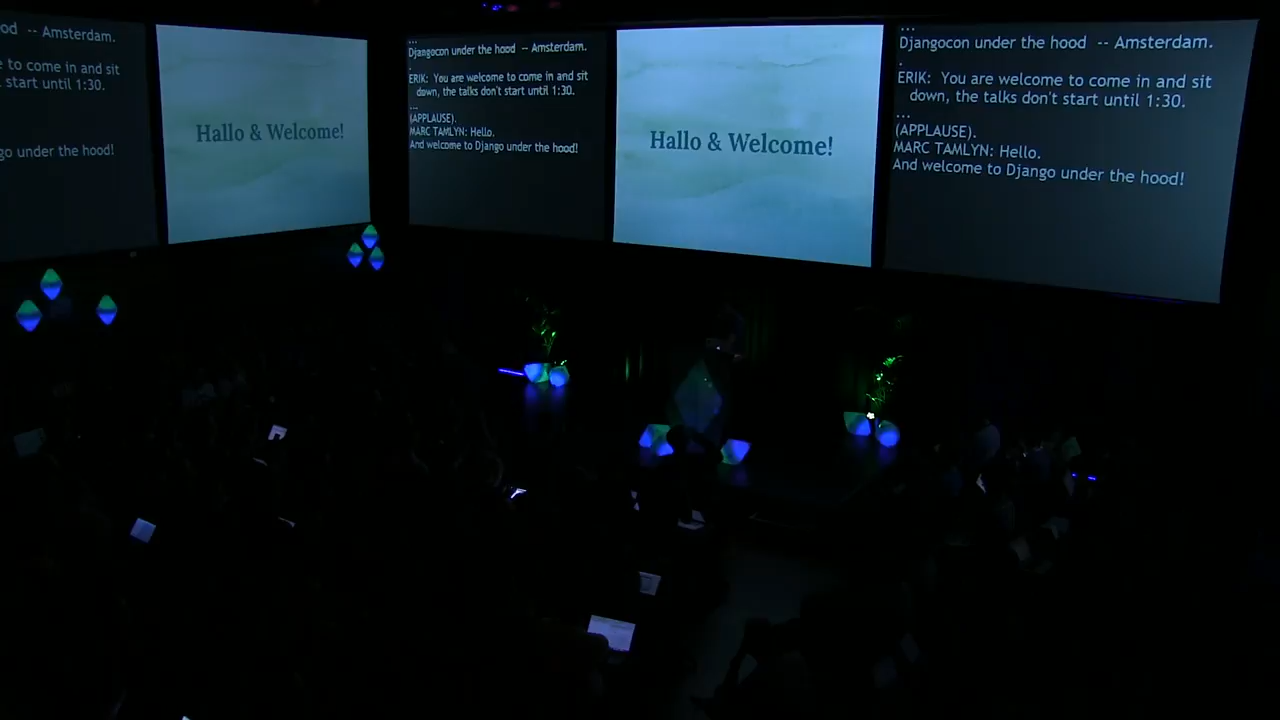 od -- Amsterdam.
e to come in and sit
start until 1:30.
go under the hood!
Hallo & Welcome!
...
Djangocon under the hood -- Amsterdam.
.
ERIK: You are welcome to come in and sit
down, the talks don't start until 1:30.
...
(APPLAUSE).
MARC TAMLYN: Hello.
And welcome to Django under the hood!
Hallo & Welcome!
...
Djangocon under the hood -- Amsterdam.
.
ERIK: You are welcome to come in and sit
down, the talks don't start until 1:30.
...
(APPLAUSE).
MARC TAMLYN: Hello.
And welcome to Django under the hood!